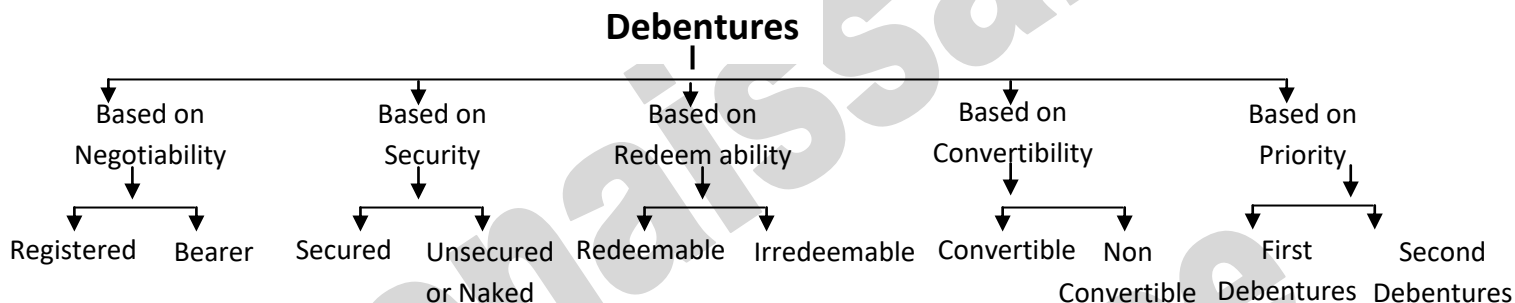 Debentures
Based on Negotiability
Based on Security
Based on Redeem ability
Based on Convertibility
Based on Priority
Registered
Bearer
Secured
Unsecured or Naked
Redeemable
Irredeemable
Convertible
Non Convertible
First Debentures
Second Debentures